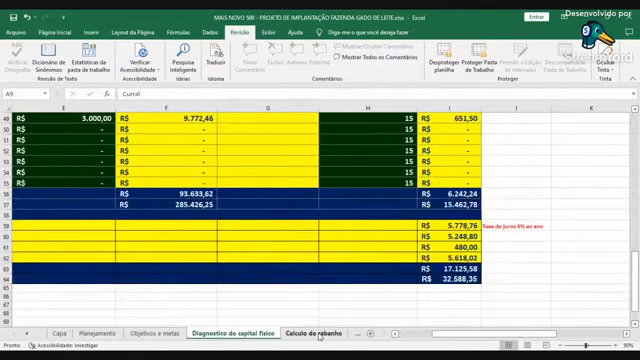 Desenvolvido por
StreamYard
MAIS NOVO 500 - PROJETO DE IMPLANTAÇÃO FAZENDA GADO DE LEITE.xlsx - Excel
Entrar
Arquivo Página Inicial Inserir Layout da Página Fórmulas Dados Revisão Exibir Ajuda Diga-me o que você deseja fazer
Verificar Ortografia
Dicionário de Sinônimos
Estatísticas da pasta de trabalho
Verificar Acessibilidade
Pesquisa Inteligente
Traduzir
Mostrar/Ocultar Comentário
Mostrar Todos os Comentários
Desproteger planilha
Proteger Pasta de Trabalho
Ocultar Tinta
Revisão de Texto
Acessibilidade
Idioma
Comentários
Tinta
A9 Curral
E F G H I J K
49 R$ 3.000,00 R$ 9.772,46 15 R$ 651,50
50 R$ - R$ - 15 R$ -
51 R$ - R$ - 15 R$ -
52 R$ - R$ - 15 R$ -
53 R$ - R$ - 15 R$ -
54 R$ - R$ - 15 R$ -
55 R$ - R$ - 15 R$ -
56 R$ 93.633,62 R$ 6.242,24
57 R$ 285.426,25 R$ 15.462,78
58
59 R$ 5.778,76 Taxa de Juros 6% ao ano
60 R$ 5.248,80
61 R$ 480,00
62 R$ 5.618,02
63 R$ 17.125,58
64 R$ 32.588,35
65
66
67
68
Capa Planejamento Objetivos e metas Diagnostico do capital fisico Calculo do rebanho ...
Pronto Acessibilidade: investigar 90%